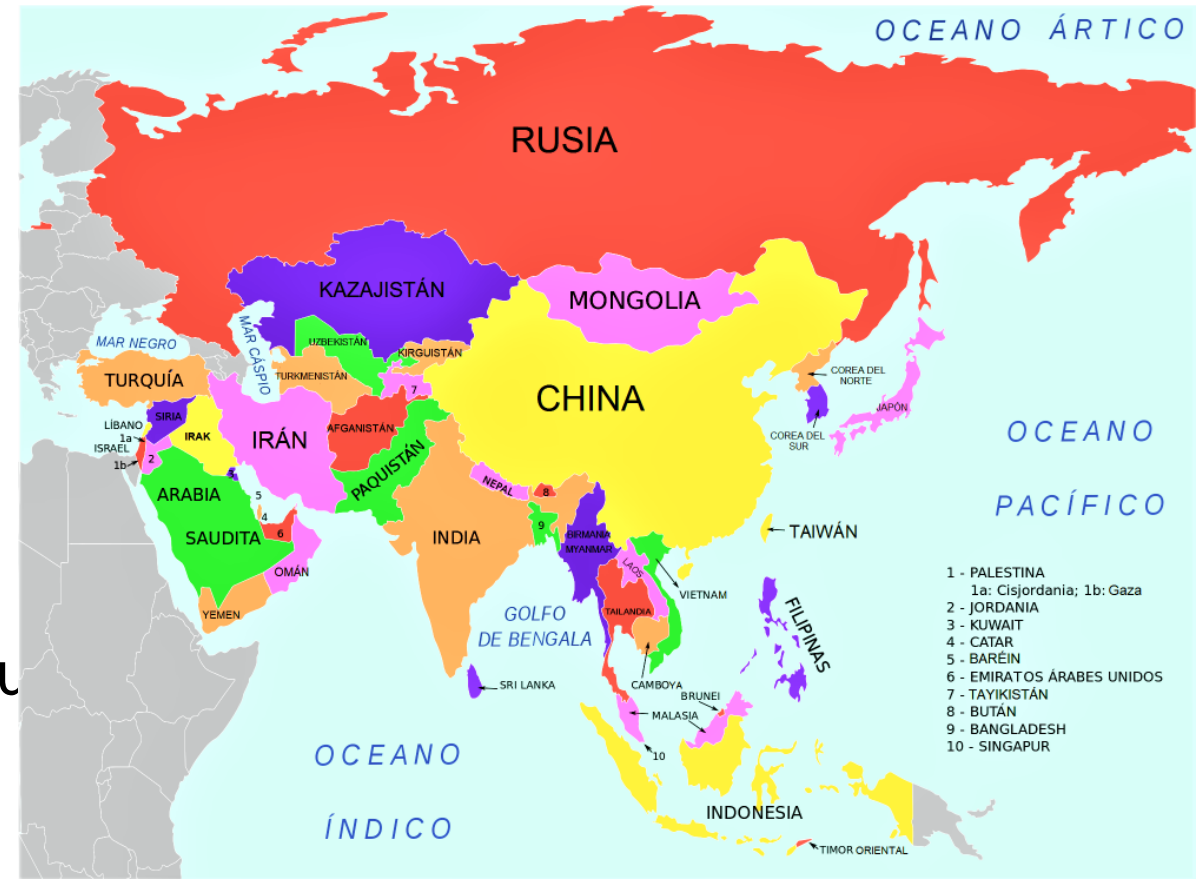 OCEANO ÁRTICO
RUSIA
KAZAJISTÁN
MONGOLIA
MAR NEGRO
MAR CÁSPIO
UZBEKISTÁN
KIRGUISTÁN
TURQUÍA
TURKMENISTÁN
7
COREA DEL
NORTE
CHINA
JAPÓN
SIRIA
LÍBANO
1a
ISRAEL
1b
2
IRAK
IRÁN
AFGANISTÁN
PAQUISTÁN
COREA DEL
SUR
OCEANO
PACÍFICO
3
ARABIA
SAUDITA
5
4
6
OMÁN
YEMEN
NEPAL
8
9
INDIA
BIRMANIA
MYANMAR
LAOS
TAIWÁN
VIETNAM
TAILANDIA
GOLFO
DE BENGALA
FILIPINAS
SRI LANKA
CAMBOYA
BRUNEI
MALASIA
10
INDONESIA
TIMOR ORIENTAL
OCEANO
ÍNDICO
1 - PALESTINA
1a: Cisjordania; 1b: Gaza
2 - JORDANIA
3 - KUWAIT
4 - CATAR
5 - BARÉIN
6 - EMIRATOS ÁRABES UNIDOS
7 - TAYIKISTÁN
8 - BUTÁN
9 - BANGLADESH
10 - SINGAPUR